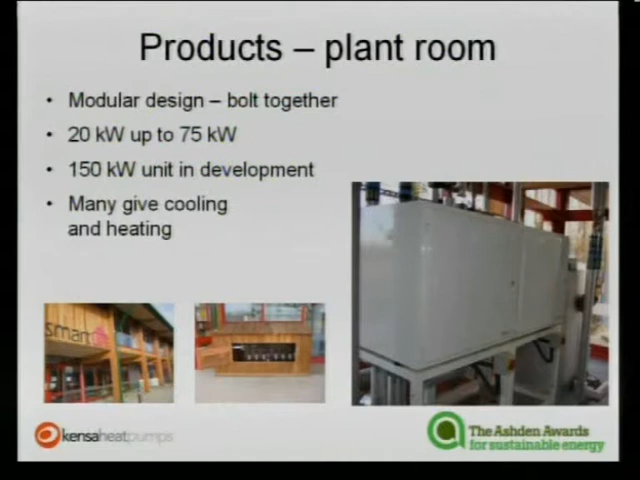 Products – plant room
• Modular design – bolt together
• 20 kW up to 75 kW
• 150 kW unit in development
• Many give cooling
and heating
smart
kensaheatpumps
The Ashden Awards
for sustainable energy